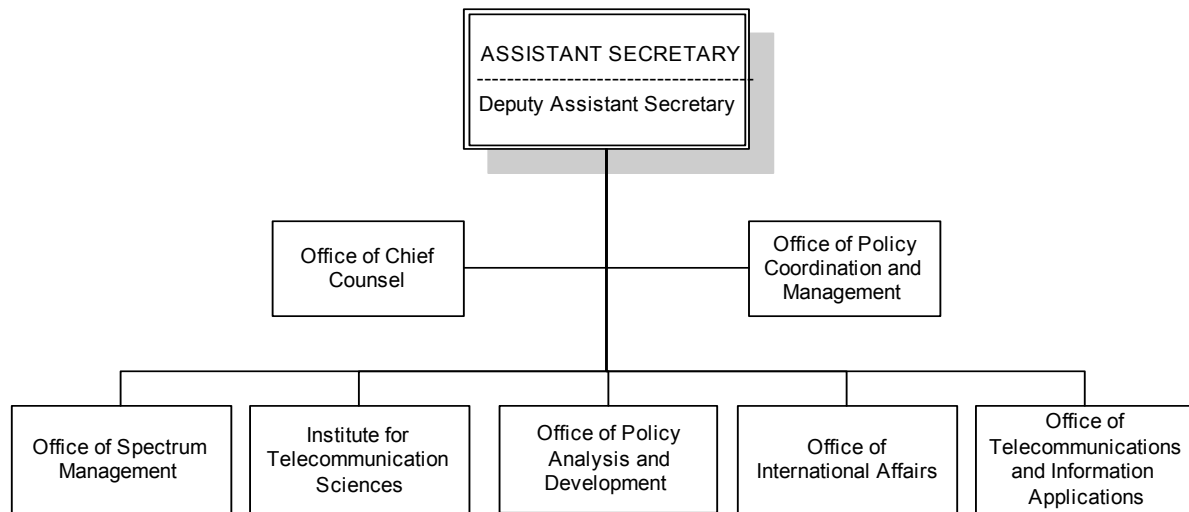 ASSISTANT SECRETARY
Deputy Assistant Secretary
Office of Chief
Counsel
Office of Policy
Coordination and
Management
Office of Spectrum
Management
Institute for
Telecommunication
Sciences
Office of Policy
Analysis and
Development
Office of
International Affairs
Office of
Telecommunications
and Information
Applications